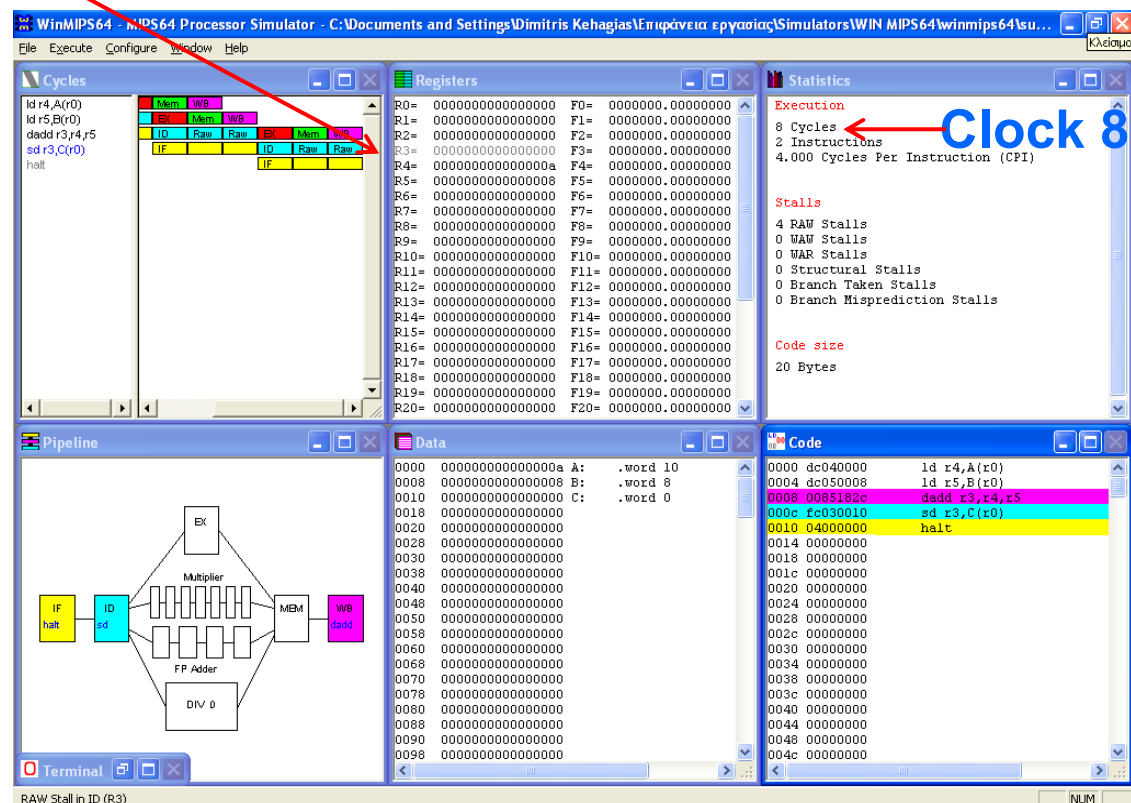 WinMIPS64 - MIPS64 Processor Simulator - C:\Documents and Settings\Dimitris Kehagias\Επιφάνεια εργασίας\Simulators\WIN MIPS64\winmips64\su...
File Execute Configure Window Help
Κλείσιμο
Cycles
ld r4,A(r0) Mem WB
ld r5,B(r0) EX Mem WB
dadd r3,r4,r5 ID Raw Raw EX Mem WB
sd r3,C(r0) IF ID Raw Raw
halt IF
Registers
R0= 0000000000000000 F0= 0000000.00000000
R1= 0000000000000000 F1= 0000000.00000000
R2= 0000000000000000 F2= 0000000.00000000
R3= 0000000000000000 F3= 0000000.00000000
R4= 000000000000000a F4= 0000000.00000000
R5= 0000000000000008 F5= 0000000.00000000
R6= 0000000000000000 F6= 0000000.00000000
R7= 0000000000000000 F7= 0000000.00000000
R8= 0000000000000000 F8= 0000000.00000000
R9= 0000000000000000 F9= 0000000.00000000
R10= 0000000000000000 F10= 0000000.00000000
R11= 0000000000000000 F11= 0000000.00000000
R12= 0000000000000000 F12= 0000000.00000000
R13= 0000000000000000 F13= 0000000.00000000
R14= 0000000000000000 F14= 0000000.00000000
R15= 0000000000000000 F15= 0000000.00000000
R16= 0000000000000000 F16= 0000000.00000000
R17= 0000000000000000 F17= 0000000.00000000
R18= 0000000000000000 F18= 0000000.00000000
R19= 0000000000000000 F19= 0000000.00000000
R20= 0000000000000000 F20= 0000000.00000000
Statistics
Execution
8 Cycles
Clock 8
2 Instructions
4.000 Cycles Per Instruction (CPI)
Stalls
4 RAW Stalls
0 WAW Stalls
0 WAR Stalls
0 Structural Stalls
0 Branch Taken Stalls
0 Branch Misprediction Stalls
Code size
20 Bytes
Pipeline
EX
Multiplier
IF
halt
ID
sd
MEM
WB
dadd
FP Adder
DIV 0
Terminal
Data
0000 000000000000000a A: .word 10
0008 0000000000000008 B: .word 8
0010 0000000000000000 C: .word 0
0018 0000000000000000
0020 0000000000000000
0028 0000000000000000
0030 0000000000000000
0038 0000000000000000
0040 0000000000000000
0048 0000000000000000
0050 0000000000000000
0058 0000000000000000
0060 0000000000000000
0068 0000000000000000
0070 0000000000000000
0078 0000000000000000
0080 0000000000000000
0088 0000000000000000
0090 0000000000000000
0098 0000000000000000
Code
0000 dc040000 ld r4,A(r0)
0004 dc050008 ld r5,B(r0)
0008 0085182c dadd r3,r4,r5
000c fc030010 sd r3,C(r0)
0010 04000000 halt
0014 00000000
0018 00000000
001c 00000000
0020 00000000
0024 00000000
0028 00000000
002c 00000000
0030 00000000
0034 00000000
0038 00000000
003c 00000000
0040 00000000
0044 00000000
0048 00000000
004c 00000000
RAW Stall in ID (R3)
NUM